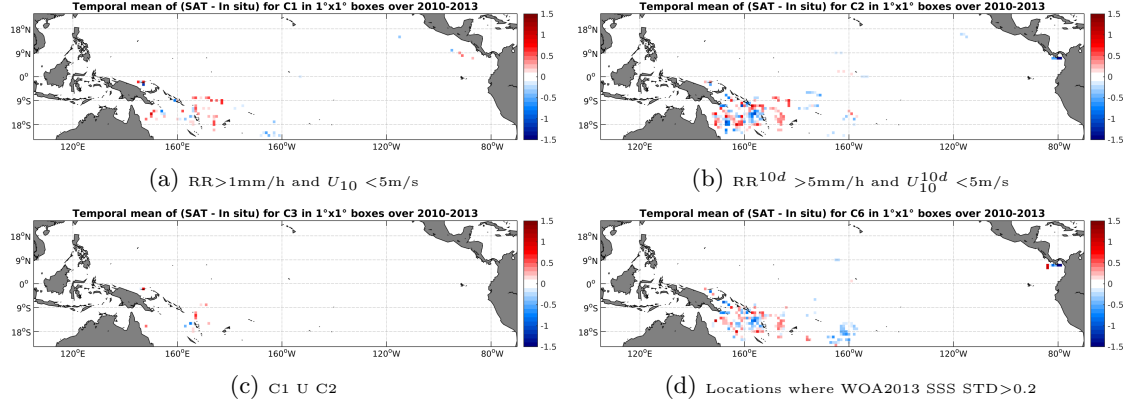 Temporal mean of (SAT - In situ) for C1 in 1°x1° boxes over 2010-2013
18°N
9°N
0°
9°S
18°S
120°E
160°E
160°W
120°W
80°W
1.5
1
0.5
0
-0.5
-1
-1.5
(a) RR>1mm/h and U10 <5m/s
Temporal mean of (SAT - In situ) for C2 in 1°x1° boxes over 2010-2013
18°N
9°N
0°
9°S
18°S
120°E
160°E
160°W
120°W
80°W
1.5
1
0.5
0
-0.5
-1
-1.5
(b) RR^10d >5mm/h and U10^10d <5m/s
Temporal mean of (SAT - In situ) for C3 in 1°x1° boxes over 2010-2013
18°N
9°N
0°
9°S
18°S
120°E
160°E
160°W
120°W
80°W
1.5
1
0.5
0
-0.5
-1
-1.5
(c) C1 U C2
Temporal mean of (SAT - In situ) for C6 in 1°x1° boxes over 2010-2013
18°N
9°N
0°
9°S
18°S
120°E
160°E
160°W
120°W
80°W
1.5
1
0.5
0
-0.5
-1
-1.5
(d) Locations where WOA2013 SSS STD>0.2